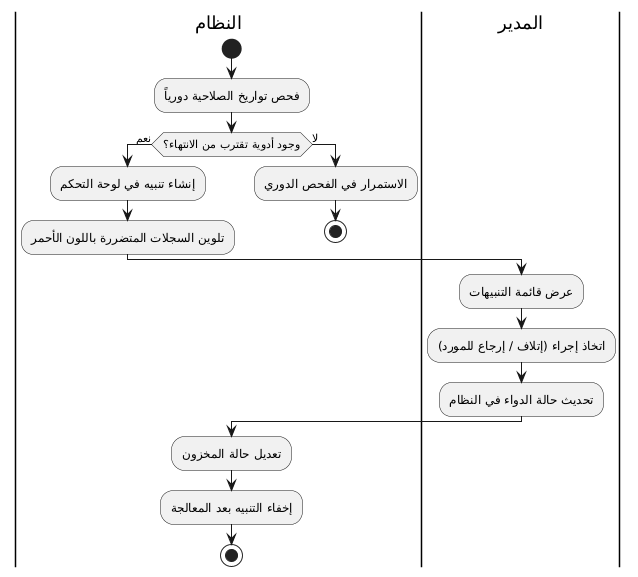 النظام
المدير
فحص تواريخ الصلاحية دورياً
وجود أدوية تقترب من الانتهاء؟
نعم
لا
إنشاء تنبيه في لوحة التحكم
الاستمرار في الفحص الدوري
تلوين السجلات المتضررة باللون الأحمر
عرض قائمة التنبيهات
اتخاذ إجراء (إتلاف / إرجاع للمورد)
تحديث حالة الدواء في النظام
تعديل حالة المخزون
إخفاء التنبيه بعد المعالجة